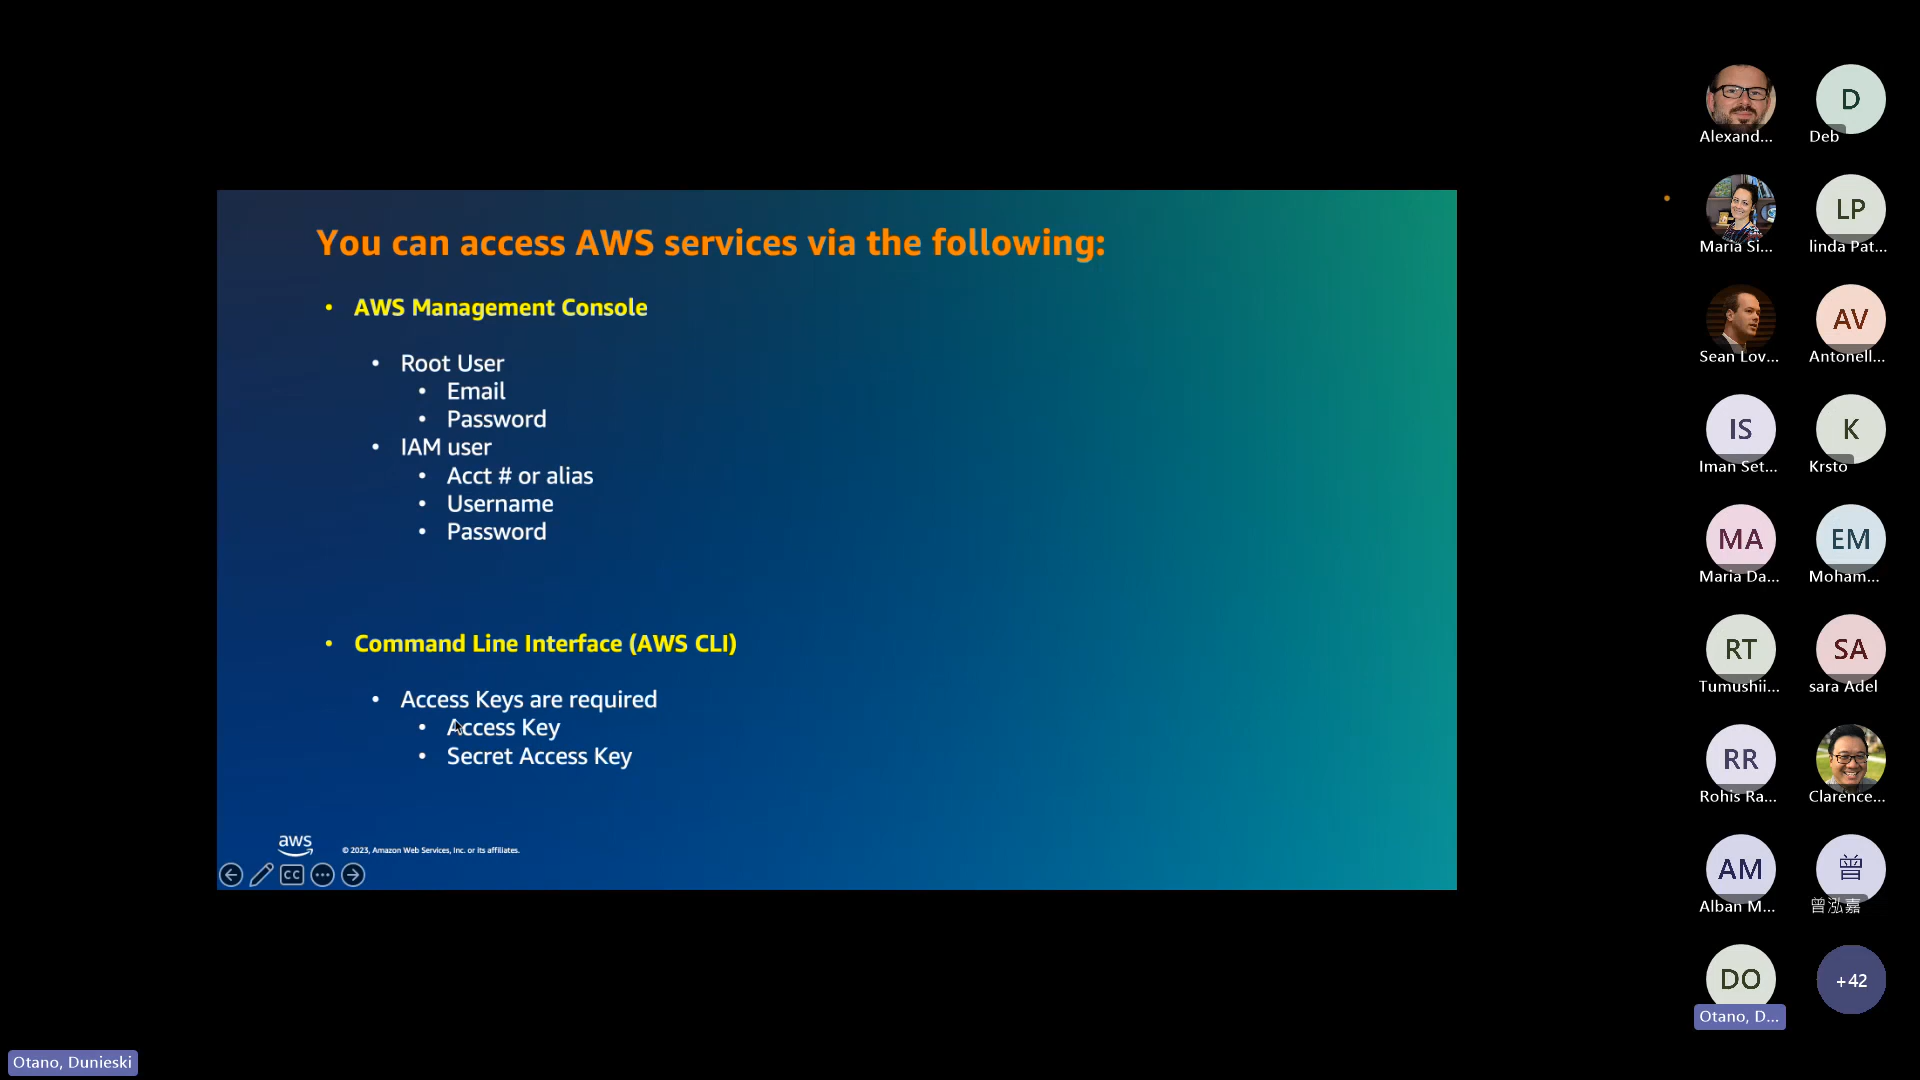 You can access AWS services via the following:
• AWS Management Console
• Root User
• Email
• Password
• IAM user
• Acct # or alias
• Username
• Password
• Command Line Interface (AWS CLI)
• Access Keys are required
• Access Key
• Secret Access Key
aws
© 2023, Amazon Web Services, Inc. or its affiliates.
CC
Alexand...
D
Deb
Maria Si...
LP
linda Pat...
Sean Lov...
AV
Antonell...
IS
Iman Set...
K
Krsto
MA
Maria Da...
EM
Moham...
RT
Tumushii...
SA
sara Adel
RR
Rohis Ra...
Clarence...
AM
Alban M...
曾
曾泓嘉
DO
Otano, D...
+42
Otano, Dunieski